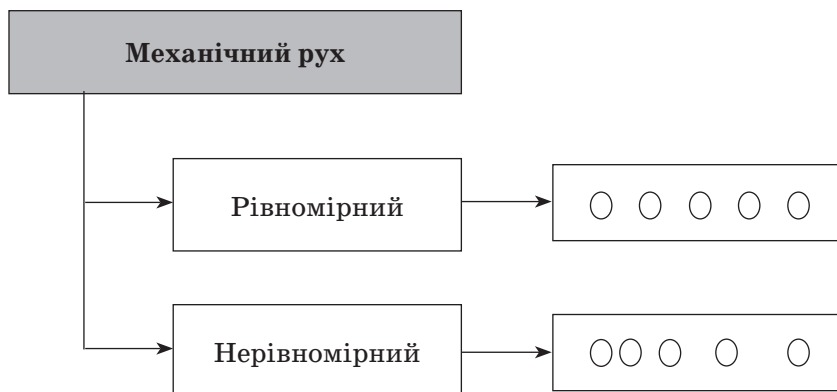 Механічний рух
Рівномірний
Нерівномірний